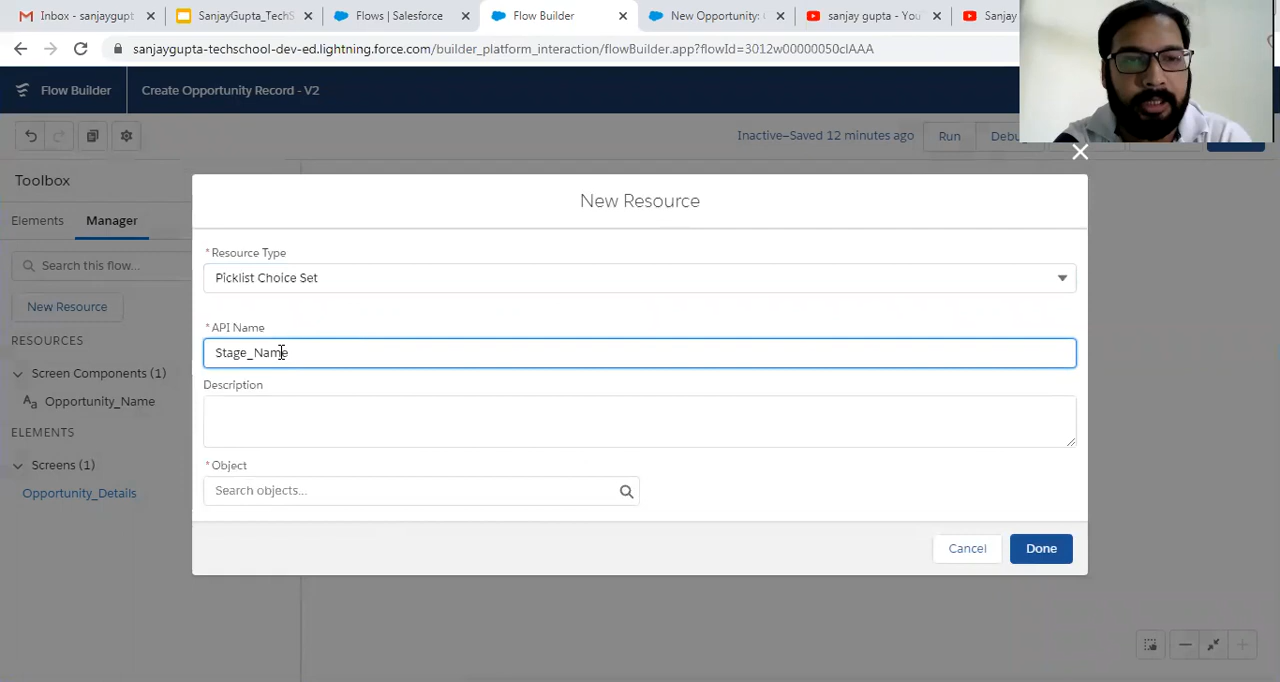 Inbox - sanjaygupt
SanjayGupta_TechS
Flows | Salesforce
Flow Builder
New Opportunity:
sanjay gupta - You
Sanjay
sanjaygupta-techschool-dev-ed.lightning.force.com/builder_platform_interaction/flowBuilder.app?flowId=3012w00000050clAAA
Flow Builder
Create Opportunity Record - V2
Inactive—Saved 12 minutes ago
Run
Debug
Toolbox
Elements
Manager
Search this flow...
New Resource
RESOURCES
Screen Components (1)
Aa Opportunity_Name
ELEMENTS
Screens (1)
Opportunity_Details
New Resource
* Resource Type
Picklist Choice Set
* API Name
Stage_Name
Description
* Object
Search objects...
Cancel
Done